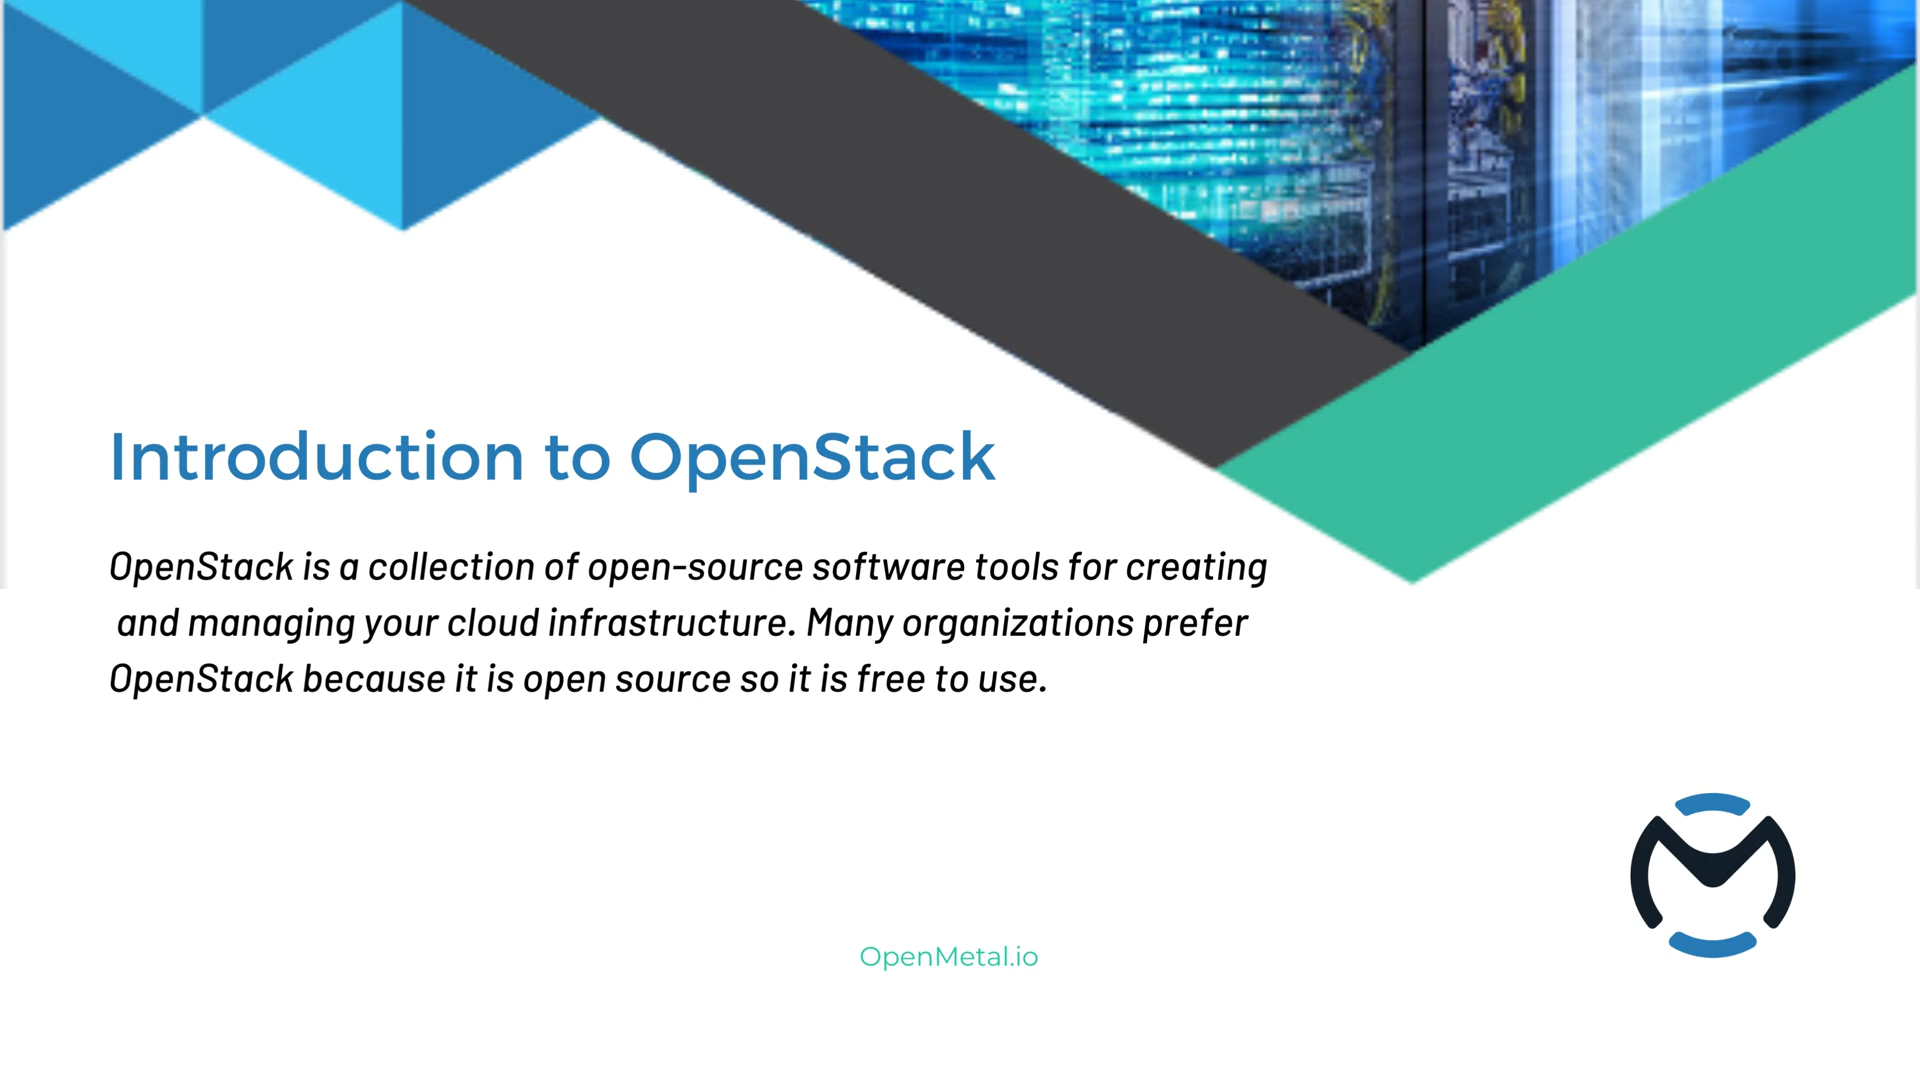 Introduction to OpenStack
OpenStack is a collection of open-source software tools for creating
and managing your cloud infrastructure. Many organizations prefer
OpenStack because it is open source so it is free to use.
OpenMetal.io